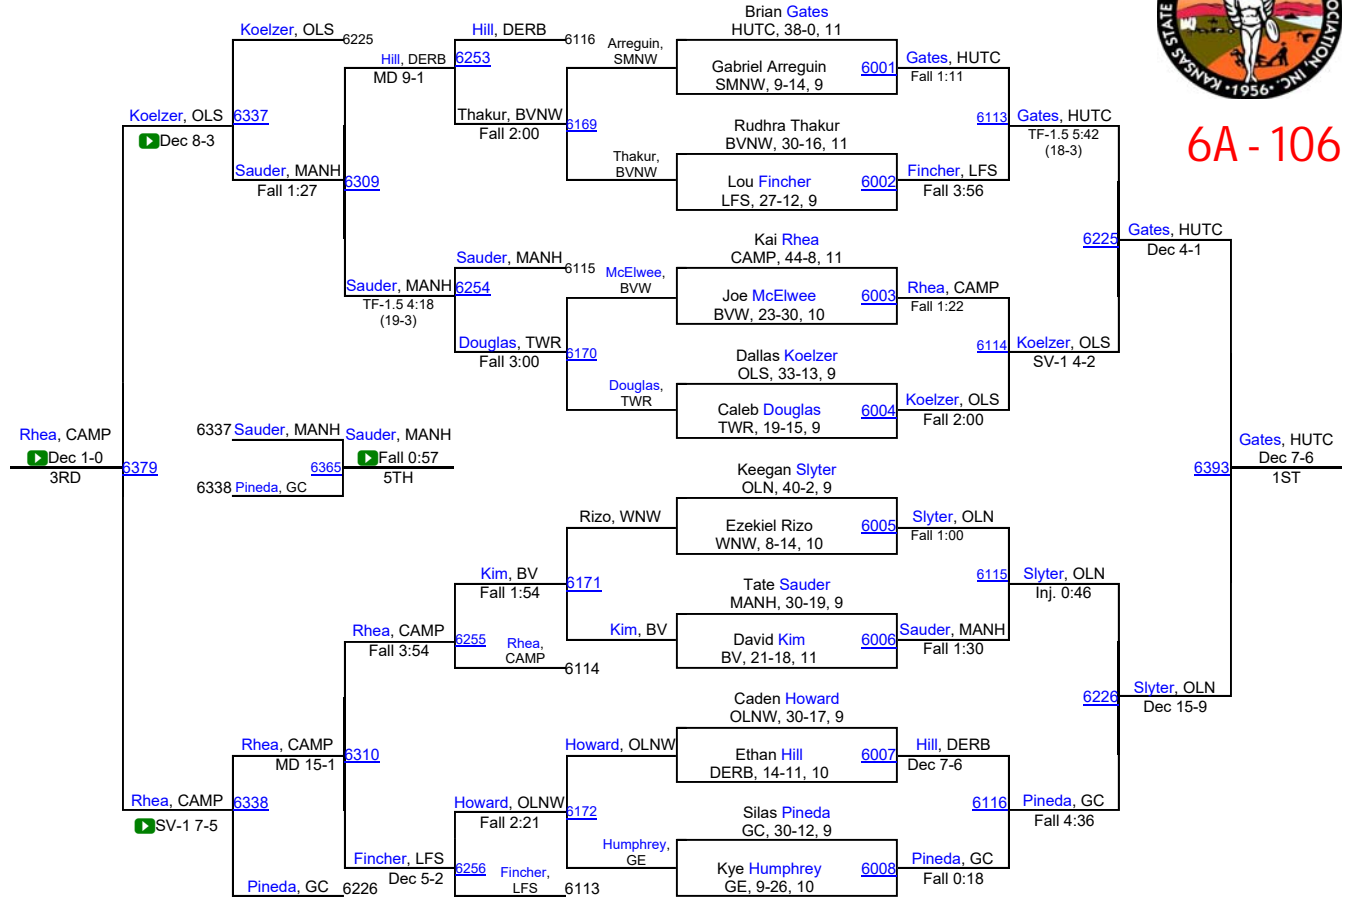 Koelzer, OLS
6225
Hill, DERB
6116
Brian Gates
HUTC, 38-0, 11
Arreguin,
SMNW
Hill, DERB
MD 9-1
6253
Gabriel Arreguin
SMNW, 9-14, 9
6001
Gates, HUTC
Fall 1:11
KANSAS STATE
OCIATION, INC.
·1956·
6A - 106
Koelzer, OLS
Dec 8-3
6337
Thakur, BVNW
Fall 2:00
6169
Rudhra Thakur
BVNW, 30-16, 11
6113
Gates, HUTC
TF-1.5 5:42
(18-3)
Sauder, MANH
Fall 1:27
6309
Thakur,
BVNW
Lou Fincher
LFS, 27-12, 9
6002
Fincher, LFS
Fall 3:56
Kai Rhea
CAMP, 44-8, 11
6225
Gates, HUTC
Dec 4-1
Sauder, MANH
6115
McElwee,
BVW
Sauder, MANH
TF-1.5 4:18
(19-3)
6254
Joe McElwee
BVW, 23-30, 10
6003
Rhea, CAMP
Fall 1:22
Douglas, TWR
Fall 3:00
6170
Dallas Koelzer
OLS, 33-13, 9
6114
Koelzer, OLS
SV-1 4-2
Douglas,
TWR
Caleb Douglas
TWR, 19-15, 9
6004
Koelzer, OLS
Fall 2:00
Rhea, CAMP
Dec 1-0
3RD
6379
6337
Sauder, MANH
6338
Pineda, GC
6365
Sauder, MANH
Fall 0:57
5TH
Keegan Slyter
OLN, 40-2, 9
6393
Gates, HUTC
Dec 7-6
1ST
Rizo, WNW
Ezekiel Rizo
WNW, 8-14, 10
6005
Slyter, OLN
Fall 1:00
Kim, BV
Fall 1:54
6171
Tate Sauder
MANH, 30-19, 9
6115
Slyter, OLN
Inj. 0:46
Rhea, CAMP
Fall 3:54
6255
Rhea,
CAMP
6114
Kim, BV
David Kim
BV, 21-18, 11
6006
Sauder, MANH
Fall 1:30
Caden Howard
OLNW, 30-17, 9
6226
Slyter, OLN
Dec 15-9
Rhea, CAMP
MD 15-1
6310
Howard, OLNW
Ethan Hill
DERB, 14-11, 10
6007
Hill, DERB
Dec 7-6
Rhea, CAMP
SV-1 7-5
6338
Howard, OLNW
Fall 2:21
6172
Silas Pineda
GC, 30-12, 9
6116
Pineda, GC
Fall 4:36
Fincher, LFS
Dec 5-2
6256
Fincher,
LFS
6113
Humphrey,
GE
Kye Humphrey
GE, 9-26, 10
6008
Pineda, GC
Fall 0:18
Pineda, GC
6226